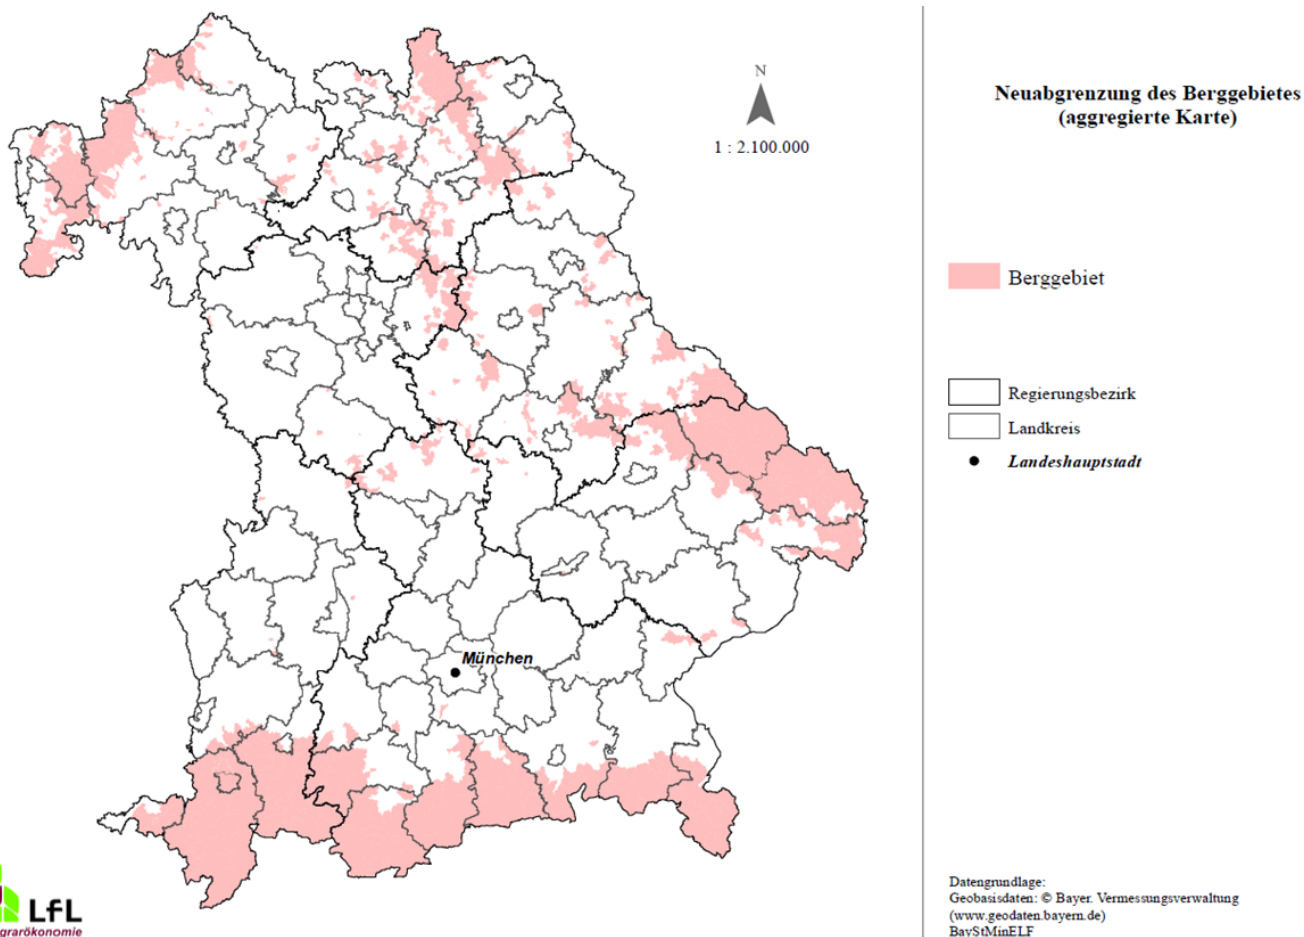 N
1 : 2.100.000
München
LfL
Neuabgrenzung des Berggebietes
(aggregierte Karte)
Berggebiet
Regierungsbezirk
Landkreis
Landeshauptstadt
Datengrundlage:
Geobasisdaten: © Bayer. Vermessungsverwaltung
(www.geodaten.bayern.de)
BayStMinELF